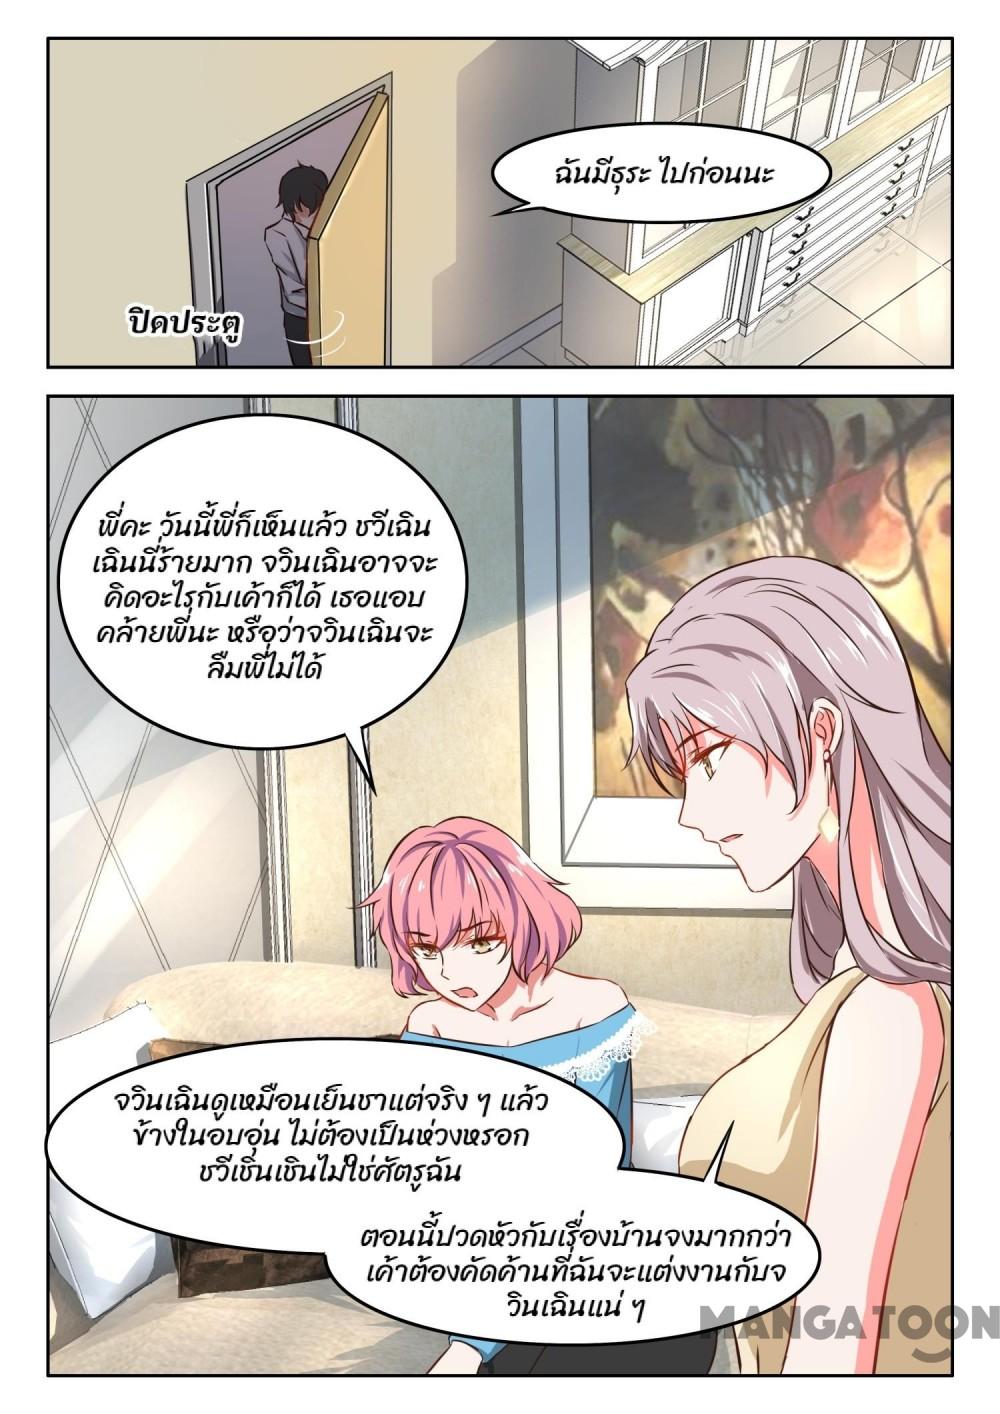 ฉันมีธุระ ไปก่อนนะ
ปิดประตู
พี่คะ วันนี้พี่ก็เห็นแล้ว ชวีเฉิน
เฉินนี่ร้ายมาก จวินเฉินอาจจะ
คิดอะไรกับเค้าก็ได้ เธอแอบ
คล้ายพี่นะ หรือว่าจวินเฉินจะ
ลืมพี่ไม่ได้
จวินเฉินดูเหมือนเย็นชาแต่จริง ๆ แล้ว
ข้างในอบอุ่น ไม่ต้องเป็นห่วงหรอก
ชวีเชินเชินไม่ใช่ศัตรูฉัน
ตอนนี้ปวดหัวกับเรื่องบ้านจงมากกว่า
เค้าต้องคัดค้านที่ฉันจะแต่งงานกับจ
วินเฉินแน่ ๆ
MANGATOON